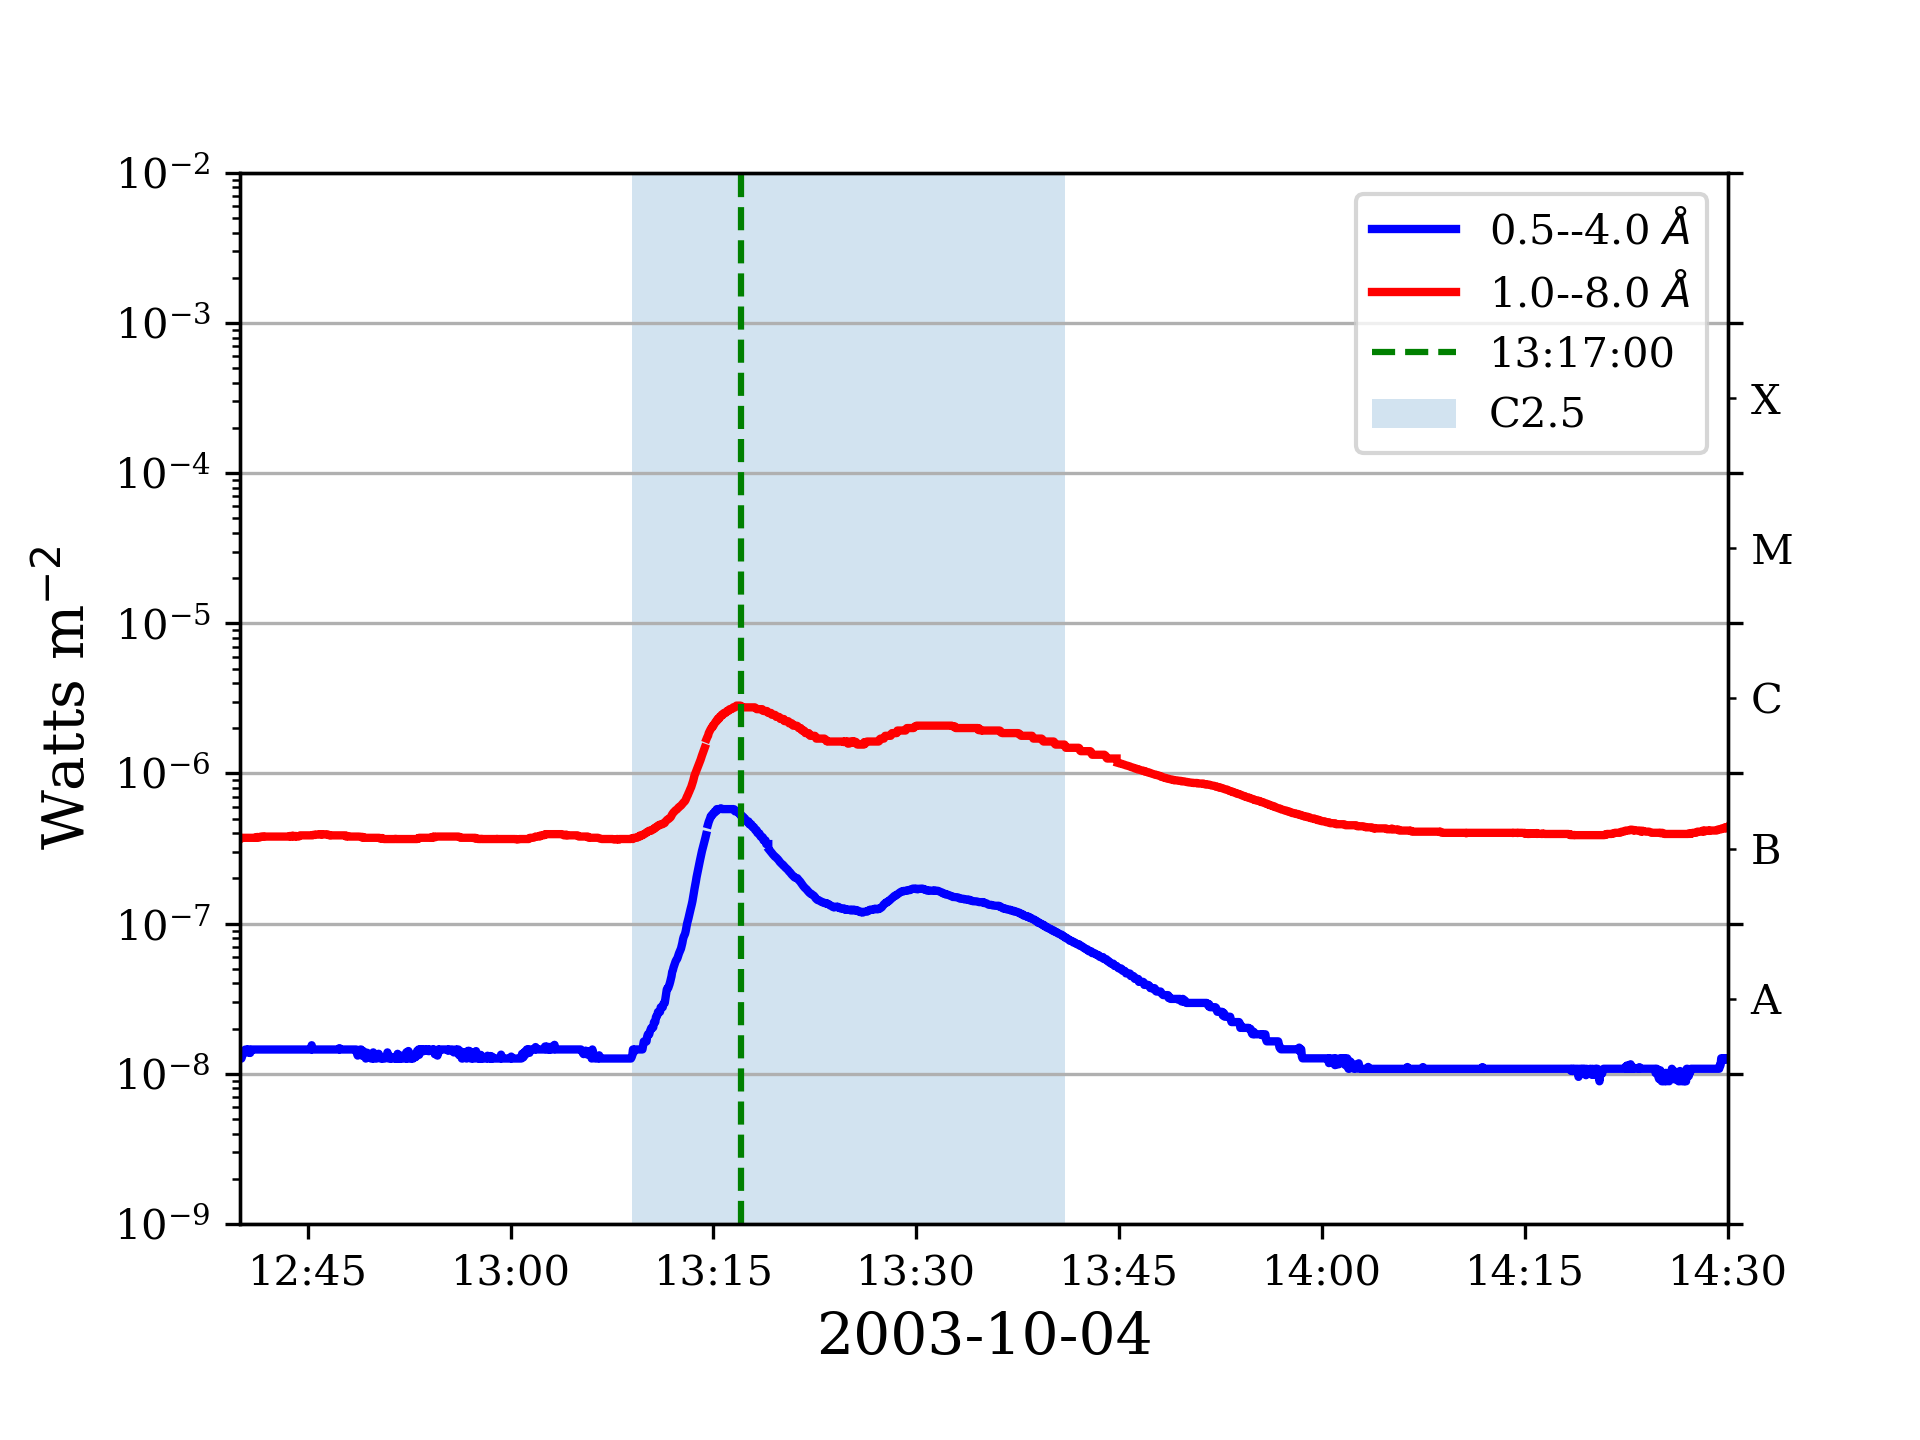 Watts m⁻²
10⁻²
10⁻³
10⁻⁴
10⁻⁵
10⁻⁶
10⁻⁷
10⁻⁸
10⁻⁹
0.5--4.0 Å
1.0--8.0 Å
13:17:00
C2.5
X
M
C
B
A
12:45 13:00 13:15 13:30 13:45 14:00 14:15 14:30
2003-10-04